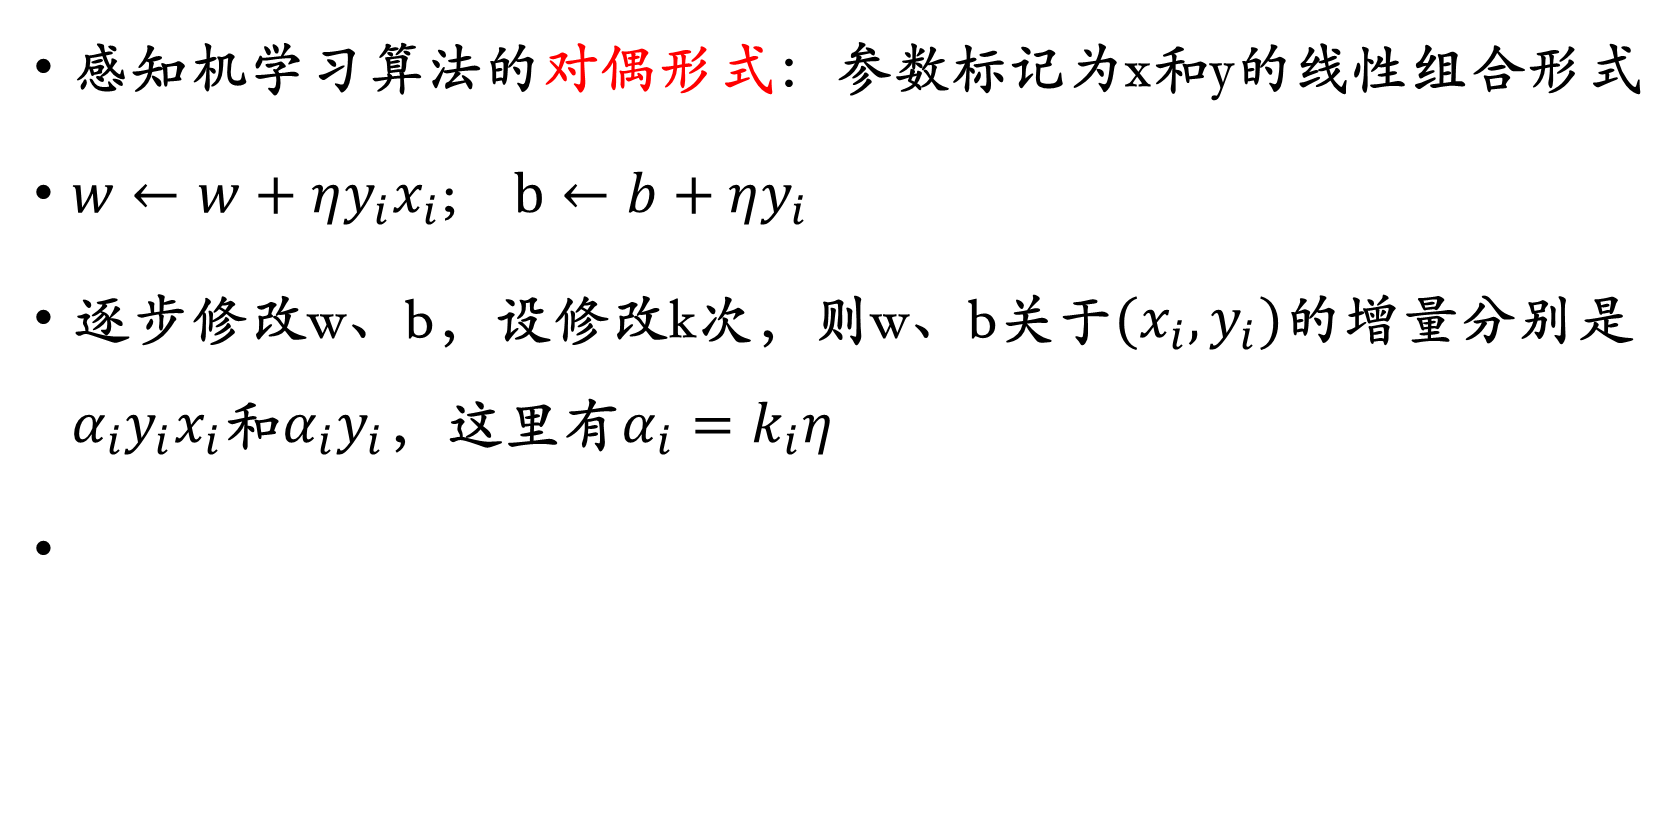 • 感知机学习算法的对偶形式：参数标记为x和y的线性组合形式
• w ← w + ηyᵢxᵢ; b ← b + ηyᵢ
• 逐步修改w、b，设修改k次，则w、b关于(xᵢ, yᵢ)的增量分别是
αᵢyᵢxᵢ和αᵢyᵢ，这里有αᵢ = kᵢη
•